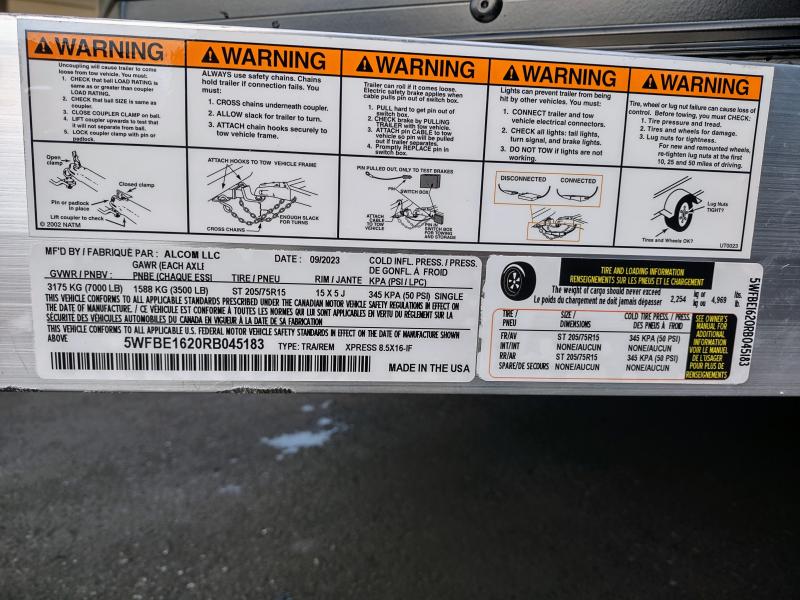 WARNING
Uncoupling will cause trailer to come
loose from tow vehicle. You must:
1. CHECK that ball LOAD RATING is
same as or greater than coupler
LOAD RATING.
2. CHECK that ball SIZE is same as
coupler.
3. CLOSE COUPLER CLAMP on ball.
4. LIFT coupler upwards to test that
it will not separate from ball.
5. LOCK coupler clamp with pin or
padlock.
Open
clamp
Closed clamp
Pin or padlock
in place
Lift coupler to check
© 2002 NATM
WARNING
ALWAYS use safety chains. Chains
hold trailer if connection fails. You
must:
1. CROSS chains underneath coupler.
2. ALLOW slack for trailer to turn.
3. ATTACH chain hooks securely to
tow vehicle frame.
ATTACH HOOKS TO TOW VEHICLE FRAME
CROSS CHAINS
ENOUGH SLACK
FOR TURNS
WARNING
Trailer can roll if it comes loose.
Electric safety brake applies when
cable pulls pin out of switch box.
1. PULL hard to get pin out of
switch box.
2. CHECK brake by PULLING
TRAILER with tow vehicle.
3. ATTACH pin CABLE to tow
vehicle so pin will pull
out if trailer separates.
4. Promptly REPLACE pin in
switch box.
PIN PULLED OUT, ONLY TO TEST BRAKES
PIN
SWITCH BOX
ATTACH
CABLE
TO TOW
VEHICLE
PIN IN
SWITCH BOX
FOR TOWING
AND STORAGE
WARNING
Lights can prevent trailer from being
hit by other vehicles. You must:
1. CONNECT trailer and tow
vehicle electrical connectors.
2. CHECK all lights: tail lights,
turn signal, and brake lights.
3. DO NOT TOW if lights are not
working.
DISCONNECTED
CONNECTED
WARNING
Tire, wheel or lug nut failure can cause loss of
control. Before towing, you must CHECK:
1. Tire pressure and tread.
2. Tires and wheels for damage.
3. Lug nuts for tightness.
For new and remounted wheels,
re-tighten lug nuts at the first
10, 25 and 50 miles of driving.
Lug Nuts
TIGHT?
Tires and Wheels OK?
UT0023
MF'D BY / FABRIQUÉ PAR : ALCOM LLC DATE : 09/2023
GVWR / PNBV : GAWR (EACH AXLE
PNBE (CHAQUE ESSI TIRE / PNEU RIM / JANTE COLD INFL. PRESS. / PRESS.
DE GONFL. À FROID
KPA (PSI / LPC)
3175 KG (7000 LB) 1588 KG (3500 LB) ST 205/75R15 15 X 5 J 345 KPA (50 PSI) SINGLE
THIS VEHICLE CONFORMS TO ALL APPLICABLE STANDARDS PRESCRIBED UNDER THE CANADIAN MOTOR VEHICLE SAFETY REGULATIONS IN EFFECT ON
THE DATE OF MANUFACTURE / CE VÉHICULE EST CONFORME À TOUTES LES NORMES QUI LUI SONT APPLICABLES EN VERTU DU RÈGLEMENT SUR LA
SÉCURITÉ DES VÉHICULES AUTOMOBILES DU CANADA EN VIGUEUR À LA DATE DE SA FABRICATION
THIS VEHICLE CONFORMS TO ALL APPLICABLE U.S. FEDERAL MOTOR VEHICLE SAFETY STANDARDS IN EFFECT ON THE DATE OF MANUFACTURE SHOWN
ABOVE
5WFBE1620RB045183 TYPE: TRA/REM XPRESS 8.5X16-IF
MADE IN THE USA
TIRE AND LOADING INFORMATION
RENSEIGNEMENTS SUR LES PNEUS ET LE CHARGEMENT
The weight of cargo should never exceed
Le poids du chargement ne doit jamais dépasser 2,254 kg or
kg ou 4,969 lbs.
lb.
TIRE /
PNEU SIZE /
DIMENSIONS COLD TIRE PRESS. / PRESS.
DES PNEUS À FROID
FR/AV ST 205/75R15 345 KPA (50 PSI)
INT/INT NONE/AUCUN NONE/AUCUN
RR/AR ST 205/75R15 345 KPA (50 PSI)
SPARE/DE SECOURS NONE/AUCUN NONE/AUCUN
SEE OWNER'S
MANUAL FOR
ADDITIONAL
INFORMATION
VOIR LE MANUEL
DE L'USAGER
POUR PLUS DE
RENSEIGNEMENTS
5WFBE1620RB045183